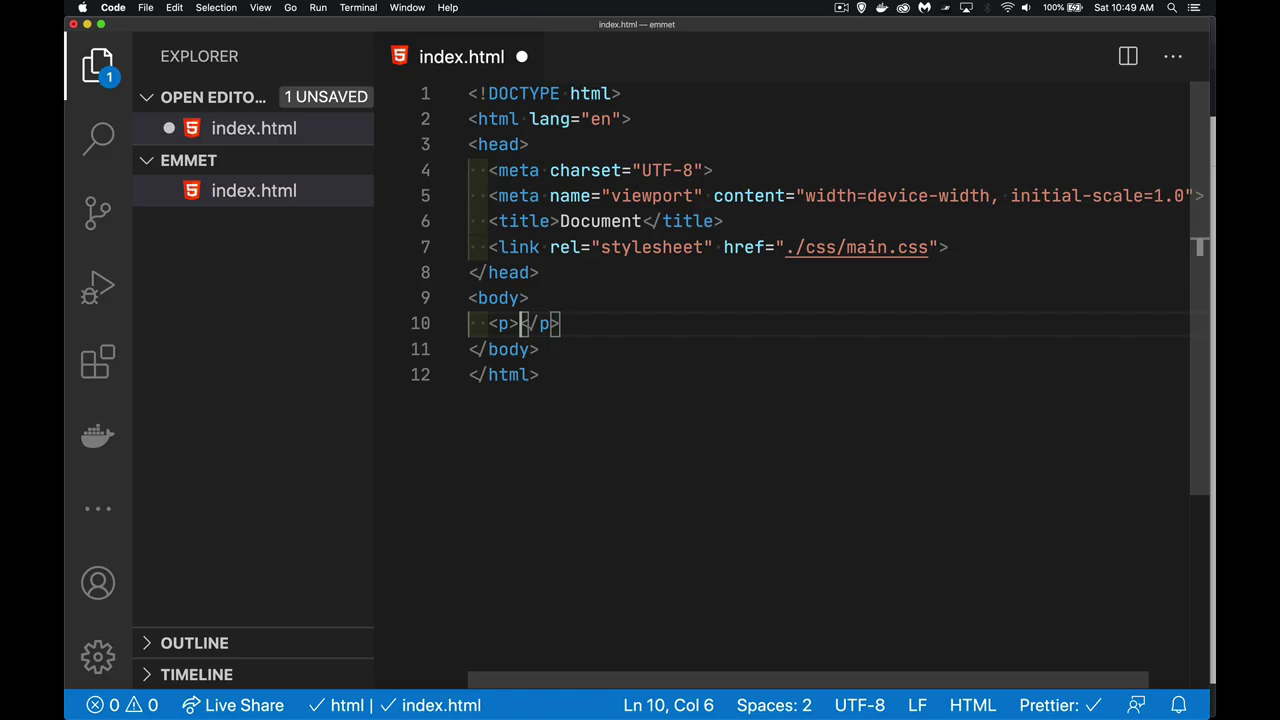 Code File Edit Selection View Go Run Terminal Window Help 100% Sat 10:49 AM
index.html — emmet
EXPLORER
1
OPEN EDITO... 1 UNSAVED
index.html
EMMET
index.html
OUTLINE
TIMELINE
index.html
1 <!DOCTYPE html>
2 <html lang="en">
3 <head>
4 <meta charset="UTF-8">
5 <meta name="viewport" content="width=device-width, initial-scale=1.0">
6 <title>Document</title>
7 <link rel="stylesheet" href="./css/main.css">
8 </head>
9 <body>
10 <p></p>
11 </body>
12 </html>
0 0 Live Share html | index.html Ln 10, Col 6 Spaces: 2 UTF-8 LF HTML Prettier: